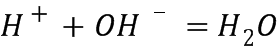 H⁺ + OH⁻ = H₂O